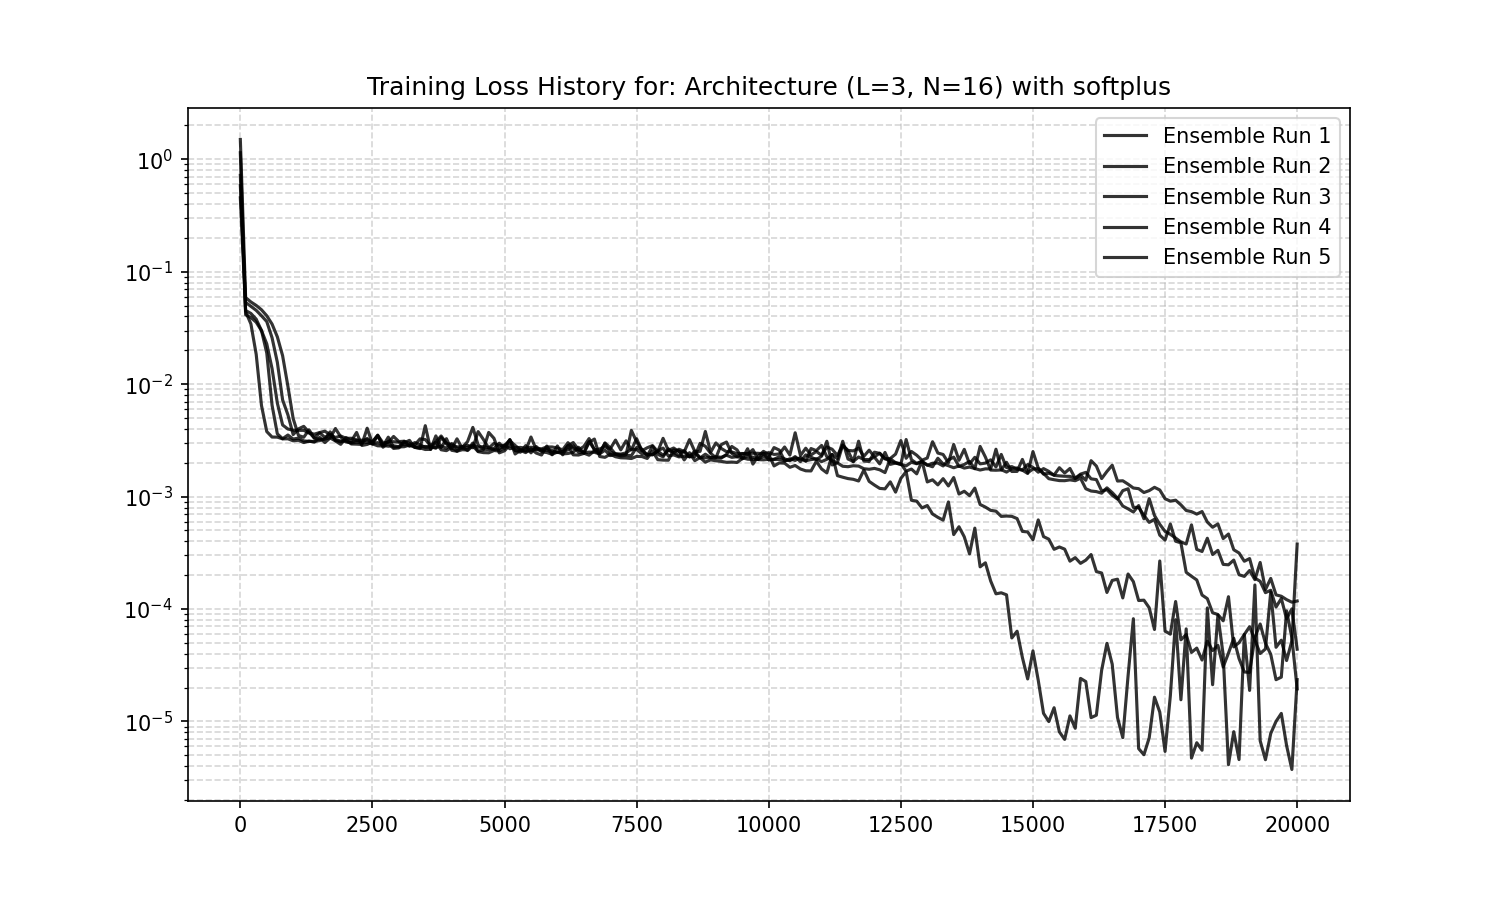 Training Loss History for: Architecture (L=3, N=16) with softplus
Ensemble Run 1
Ensemble Run 2
Ensemble Run 3
Ensemble Run 4
Ensemble Run 5
10⁰
10⁻¹
10⁻²
10⁻³
10⁻⁴
10⁻⁵
0 2500 5000 7500 10000 12500 15000 17500 20000